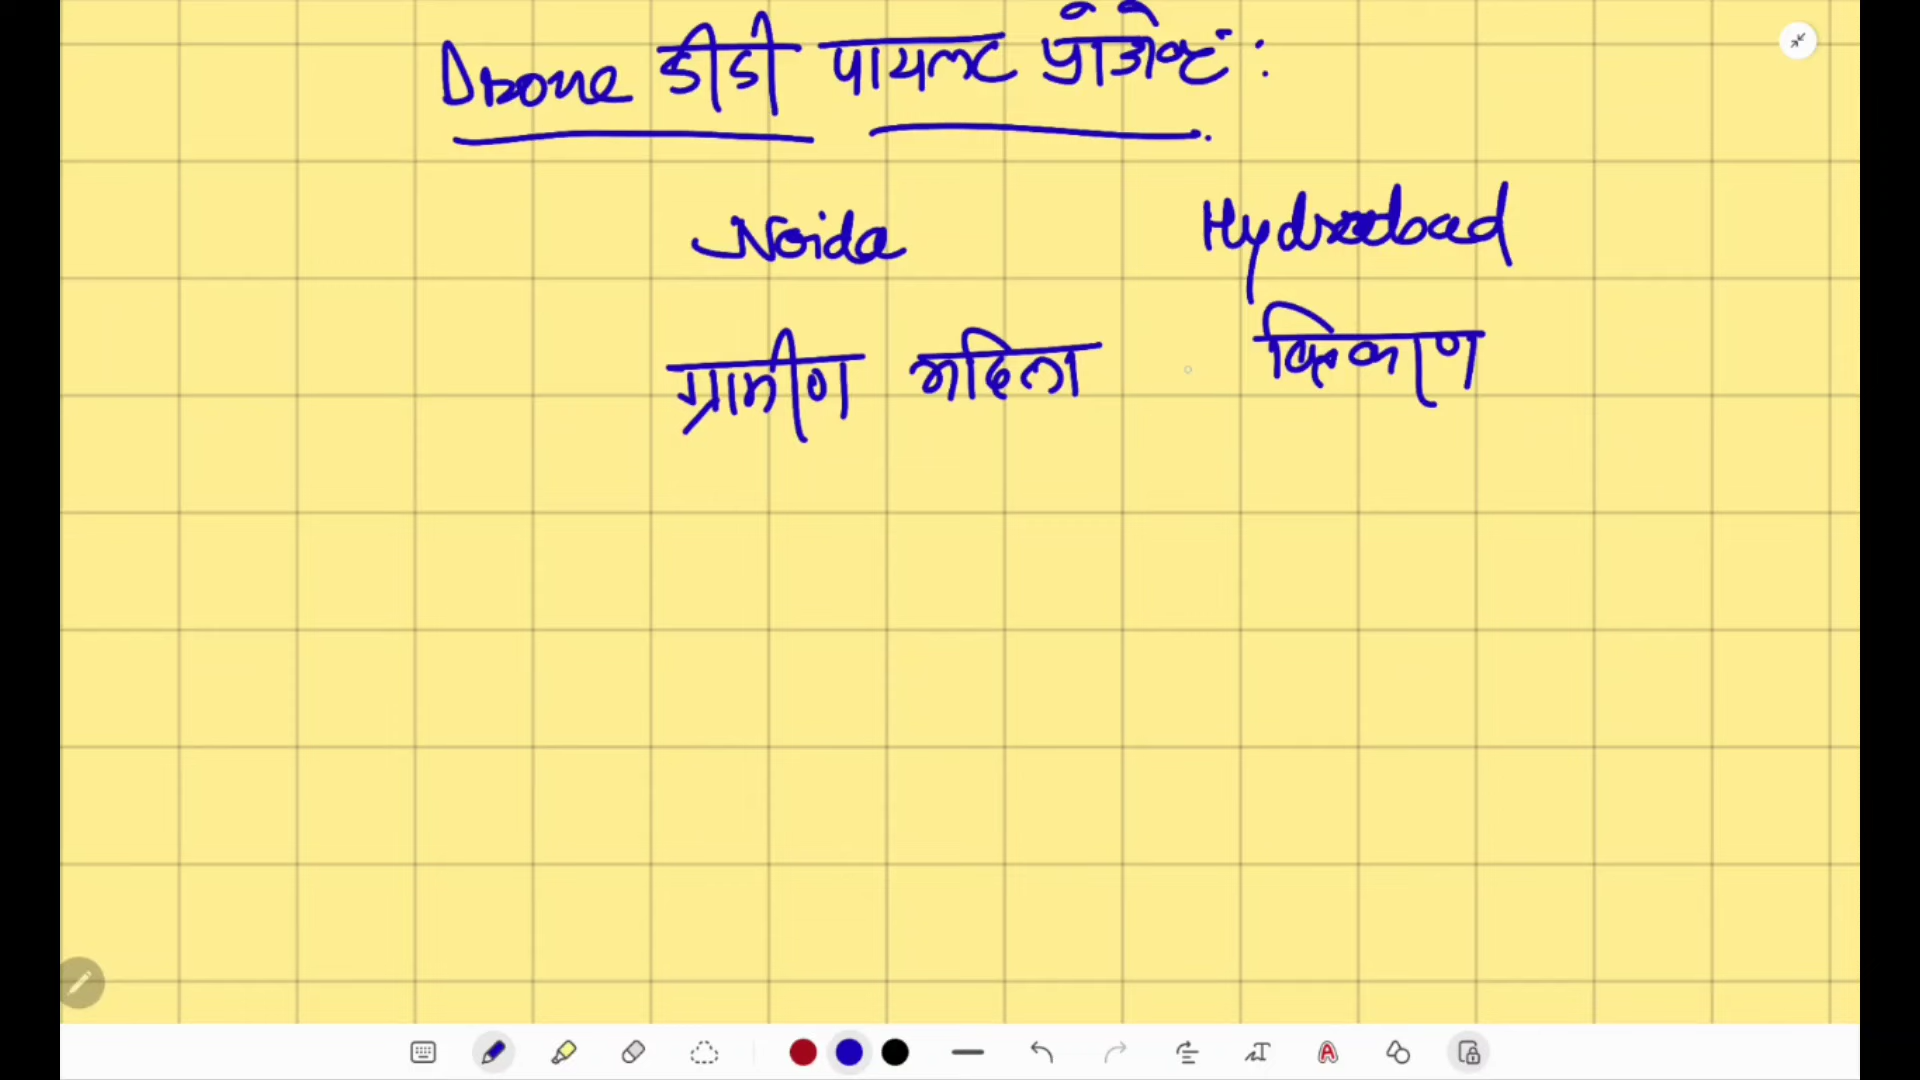 Drone डीडी पायलट प्रोजेक्ट :
Noida Hydrabad
ग्रामीण महिला